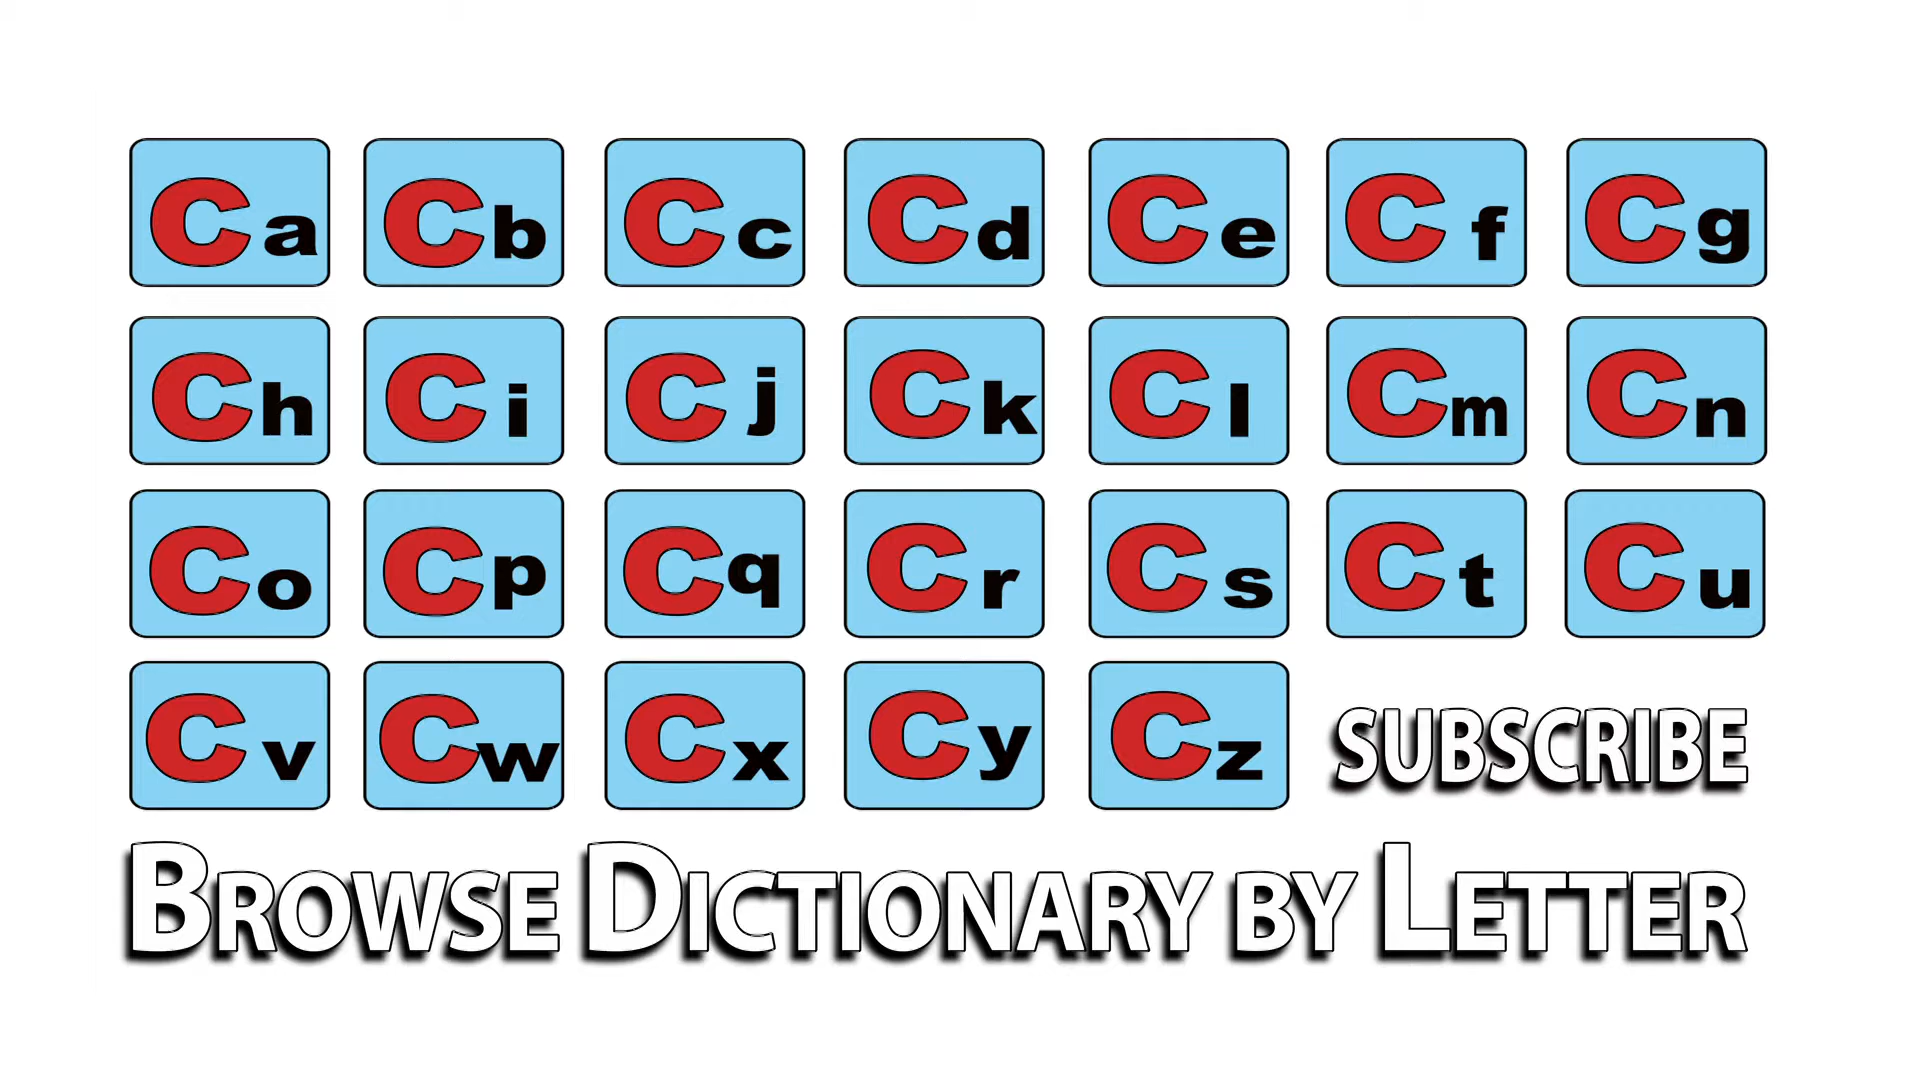 Ca Cb Cc Cd Ce Cf Cg
Ch Ci Cj Ck Cl Cm Cn
Co Cp Cq Cr Cs Ct Cu
Cv Cw Cx Cy Cz SUBSCRIBE
BROWSE DICTIONARY BY LETTER